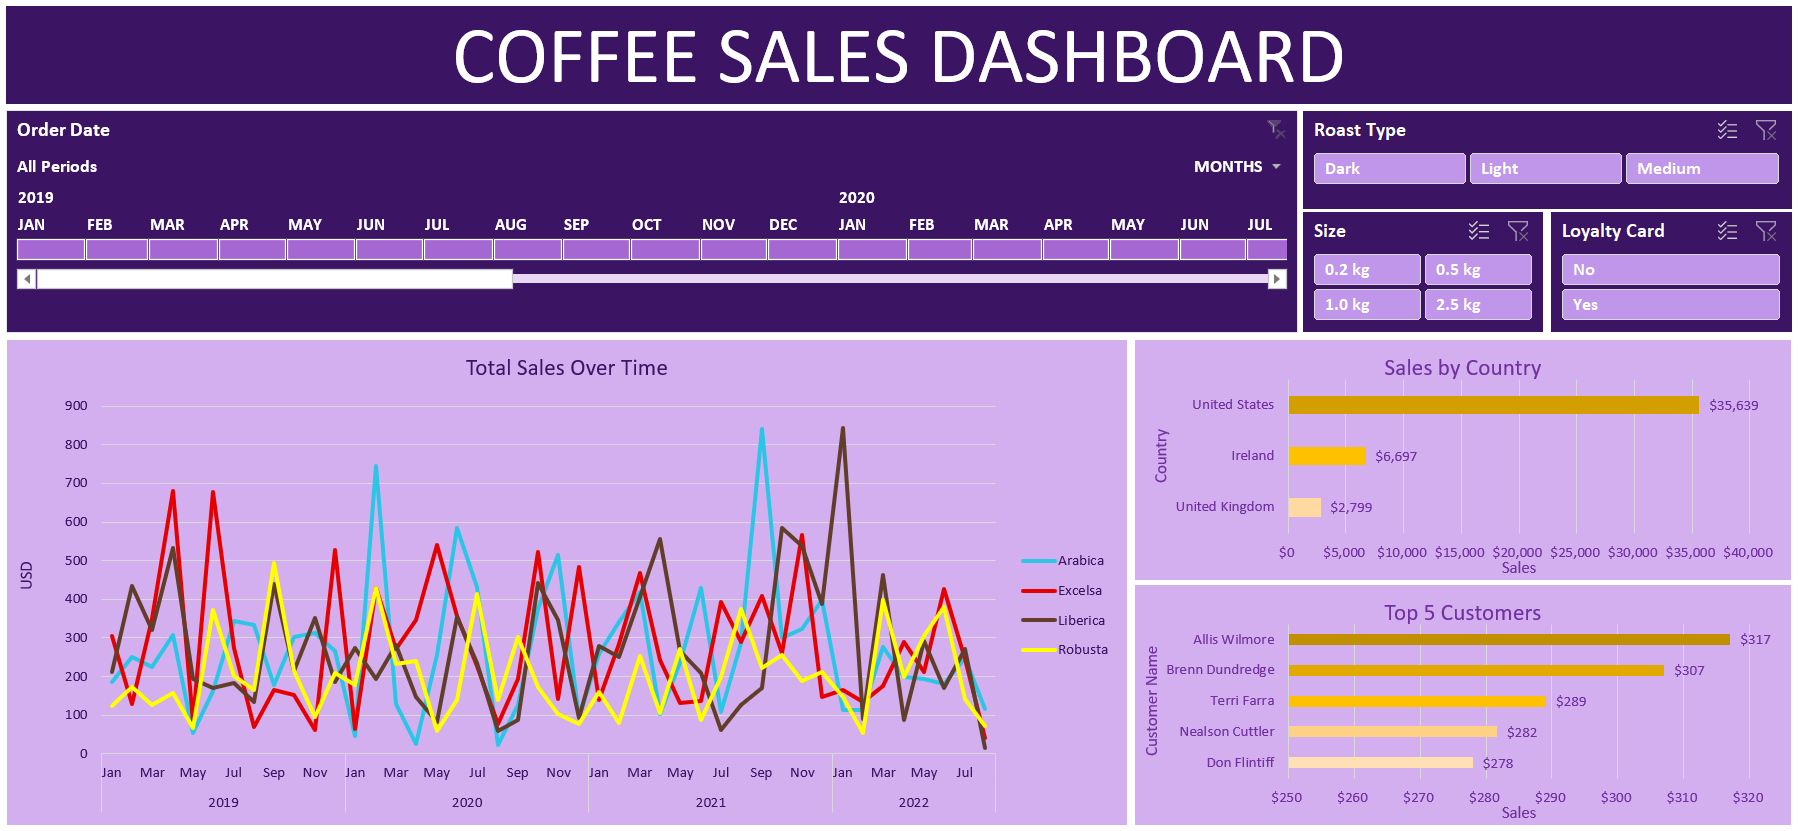 COFFEE SALES DASHBOARD
Order Date
All Periods
MONTHS
2019 2020
JAN FEB MAR APR MAY JUN JUL AUG SEP OCT NOV DEC JAN FEB MAR APR MAY JUN JUL
Roast Type
Dark Light Medium
Size
0.2 kg 0.5 kg
1.0 kg 2.5 kg
Loyalty Card
No
Yes
Total Sales Over Time
900
800
700
600
500
400
300
200
100
0
USD
Jan Mar May Jul Sep Nov Jan Mar May Jul Sep Nov Jan Mar May Jul Sep Nov Jan Mar May Jul
2019 2020 2021 2022
Arabica
Excelsa
Liberica
Robusta
Sales by Country
Country
United States $35,639
Ireland $6,697
United Kingdom $2,799
$0 $5,000 $10,000 $15,000 $20,000 $25,000 $30,000 $35,000 $40,000
Sales
Top 5 Customers
Customer Name
Allis Wilmore $317
Brenn Dundredge $307
Terri Farra $289
Nealson Cuttler $282
Don Flintiff $278
$250 $260 $270 $280 $290 $300 $310 $320
Sales